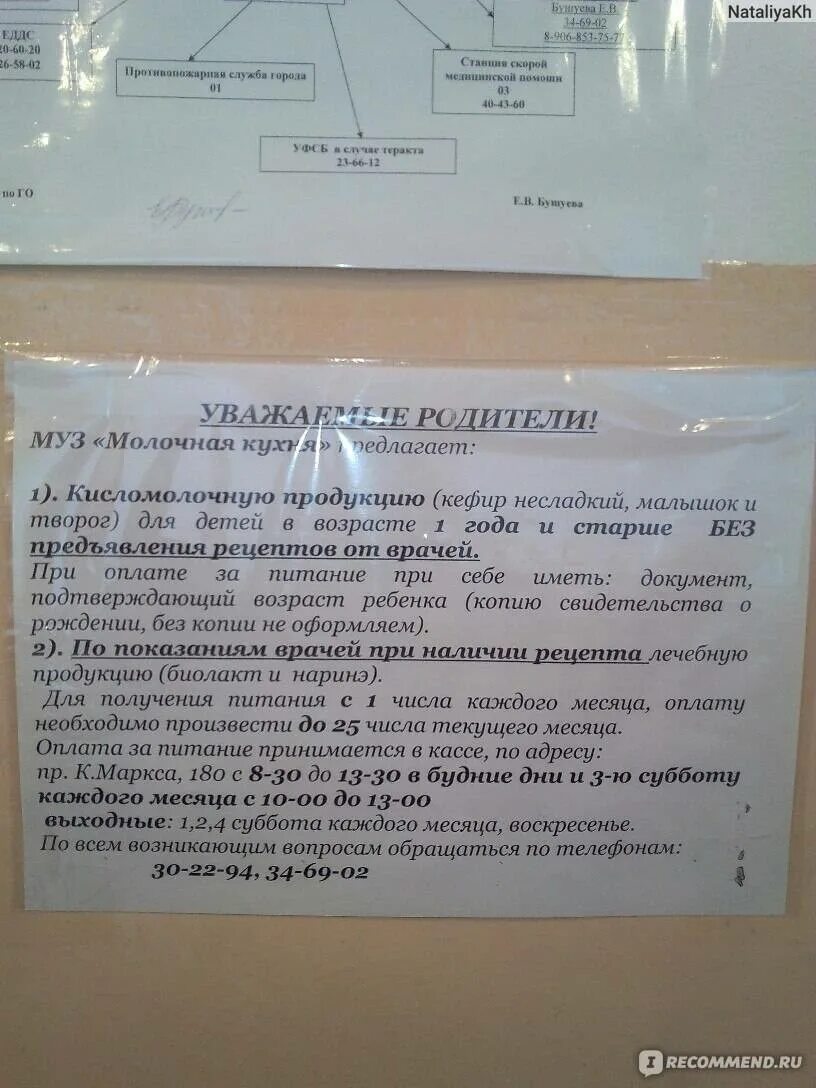 NataliyaKh
Бушуева Е.В.
34-69-02
8-906-853-75-7
ЕДДС
20-60-20
26-58-02
Противопожарная служба города
01
Станция скорой
медицинской помощи
03
40-43-60
УФСБ в случае теракта
23-66-12
по ГО
Е.В. Бушуева
УВАЖАЕМЫЕ РОДИТЕЛИ!
МУЗ «Молочная кухня» предлагает:
1). Кисломолочную продукцию (кефир несладкий, малышок и
творог) для детей в возрасте 1 года и старше БЕЗ
предъявления рецептов от врачей.
При оплате за питание при себе иметь: документ,
подтверждающий возраст ребенка (копию свидетельства о
рождении, без копии не оформляем).
2). По показаниям врачей при наличии рецепта лечебную
продукцию (биолакт и наринэ).
Для получения питания с 1 числа каждого месяца, оплату
необходимо произвести до 25 числа текущего месяца.
Оплата за питание принимается в кассе, по адресу:
пр. К.Маркса, 180 с 8-30 до 13-30 в будние дни и 3-ю субботу
каждого месяца с 10-00 до 13-00
выходные: 1,2,4 суббота каждого месяца, воскресенье.
По всем возникающим вопросам обращаться по телефонам:
30-22-94, 34-69-02
RECOMMEND.RU